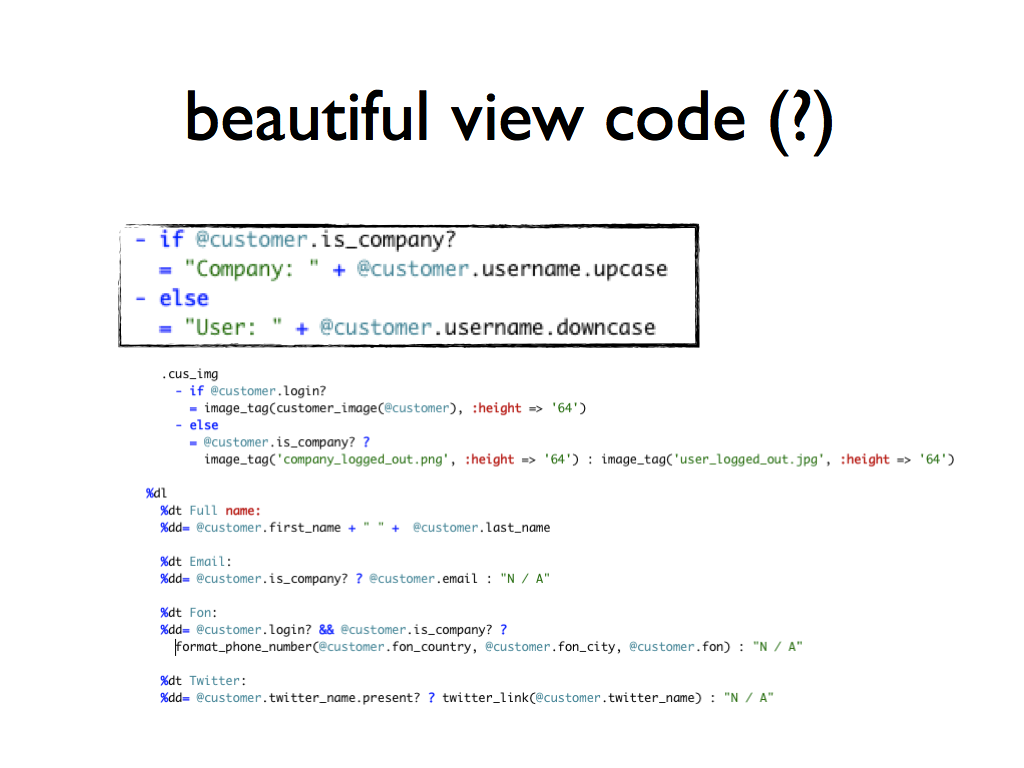 beautiful view code (?)
- if @customer.is_company?
= "Company: " + @customer.username.upcase
- else
= "User: " + @customer.username.downcase
.cus_img
- if @customer.login?
= image_tag(customer_image(@customer), :height => '64')
- else
= @customer.is_company? ?
image_tag('company_logged_out.png', :height => '64') : image_tag('user_logged_out.jpg', :height => '64')
%dl
%dt Full name:
%dd= @customer.first_name + " " +  @customer.last_name
%dt Email:
%dd= @customer.is_company? ? @customer.email : "N / A"
%dt Fon:
%dd= @customer.login? && @customer.is_company? ?
format_phone_number(@customer.fon_country, @customer.fon_city, @customer.fon) : "N / A"
%dt Twitter:
%dd= @customer.twitter_name.present? ? twitter_link(@customer.twitter_name) : "N / A"